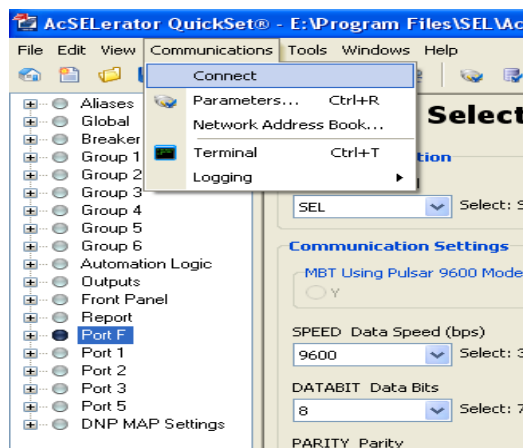 AcSELerator QuickSet® - E:\Program Files\SEL\Ac
File Edit View Communications Tools Windows Help
Connect
Parameters... Ctrl+R
Network Address Book...
Terminal Ctrl+T
Logging
Aliases
Global
Breaker
Group 1
Group 2
Group 3
Group 4
Group 5
Group 6
Automation Logic
Outputs
Front Panel
Report
Port F
Port 1
Port 2
Port 3
Port 5
DNP MAP Settings
Select
tion
SEL Select: S
Communication Settings
MBT Using Pulsar 9600 Mode
Y
SPEED Data Speed (bps)
9600 Select: 3
DATABIT Data Bits
8 Select: 7
PARITY Parity